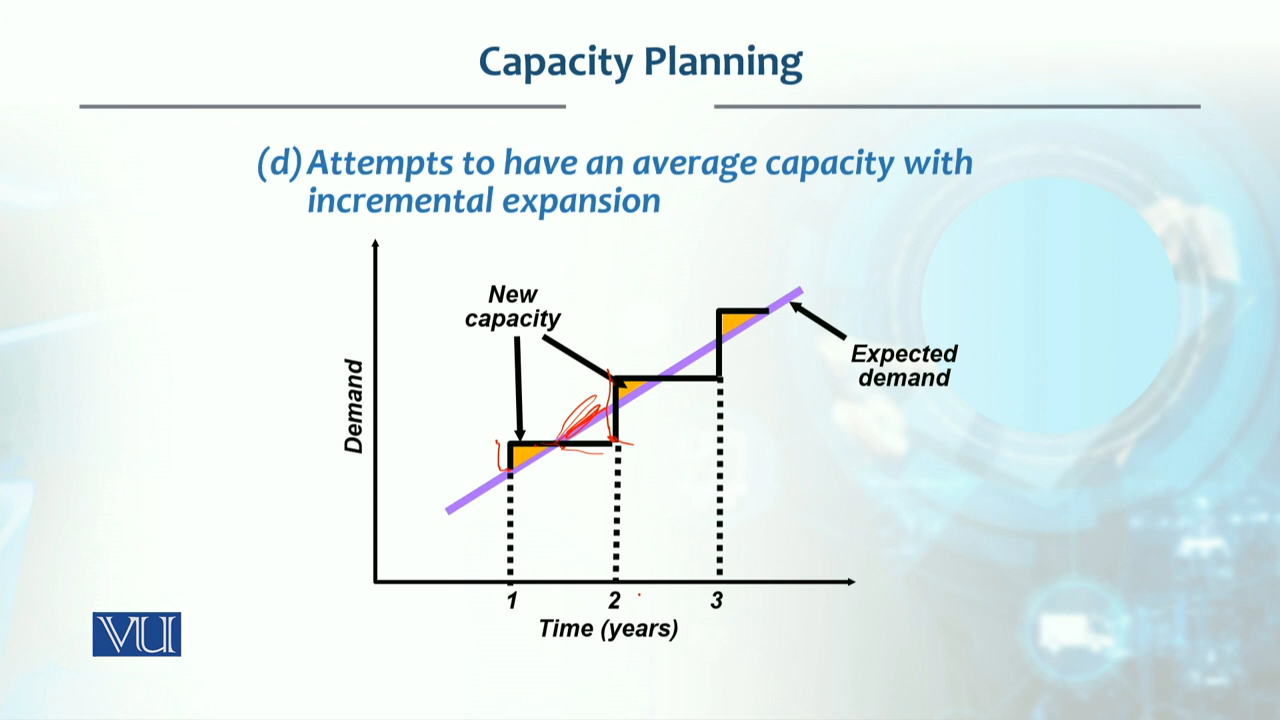 Capacity Planning
(d) Attempts to have an average capacity with
incremental expansion
New
capacity
Expected
demand
Demand
1 2 3
Time (years)
VU